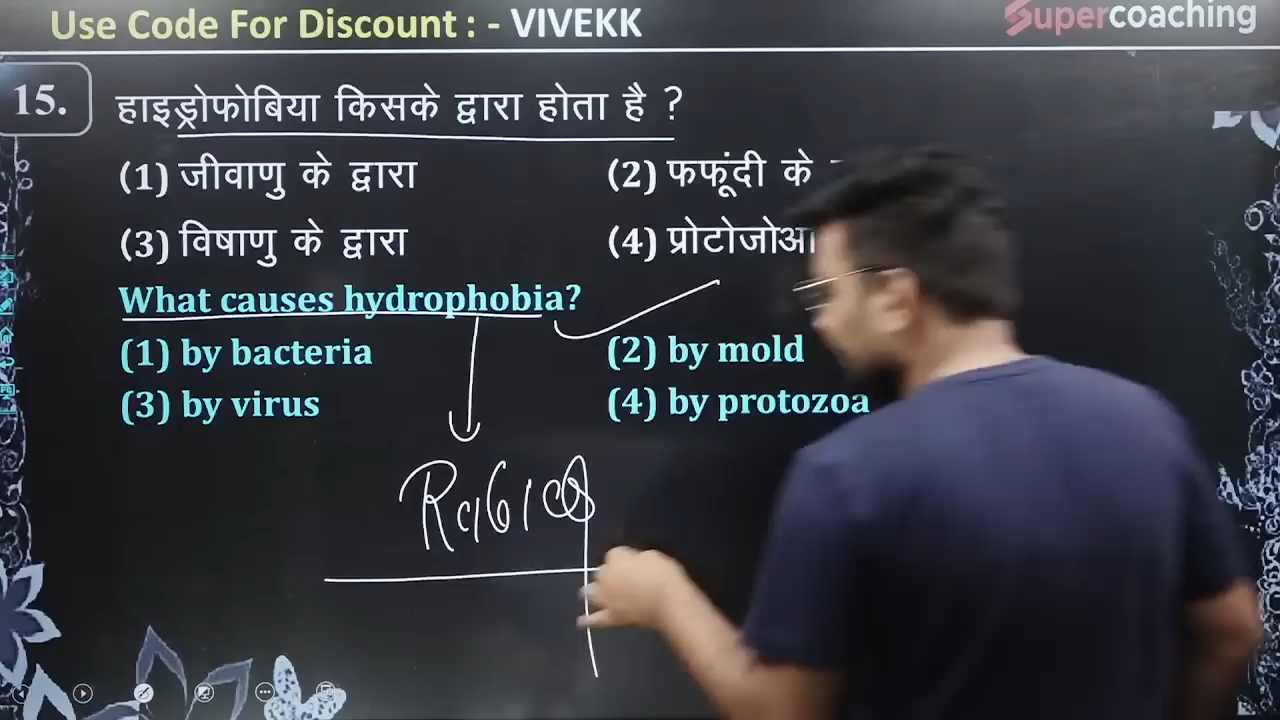 Use Code For Discount : - VIVEKK
Supercoaching
15. हाइड्रोफोबिया किसके द्वारा होता है ?
(1) जीवाणु के द्वारा (2) फफूंदी के
(3) विषाणु के द्वारा (4) प्रोटोजोआ
What causes hydrophobia?
(1) by bacteria (2) by mold
(3) by virus (4) by protozoa
Rabies